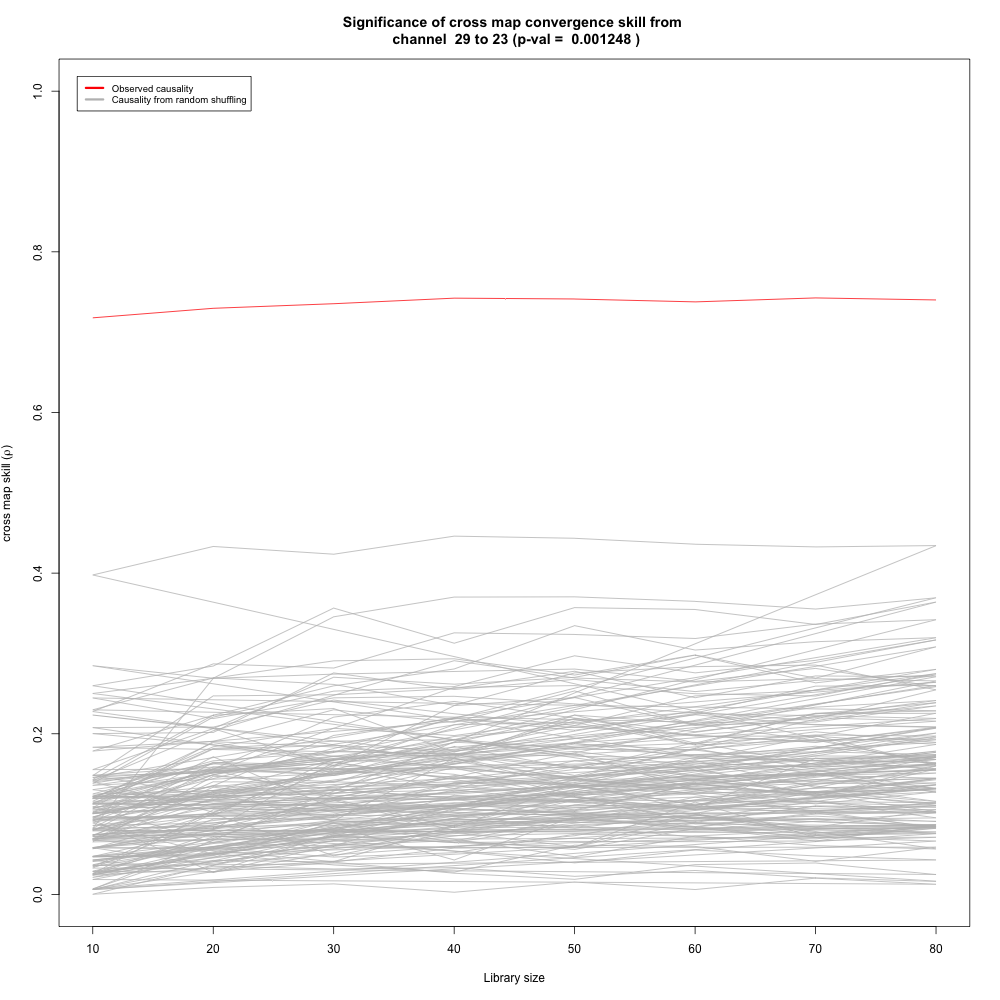 Significance of cross map convergence skill from
channel  29 to 23 (p-val =  0.001248 )
Observed causality
Causality from random shuffling
1.0
0.8
0.6
0.4
0.2
0.0
cross map skill (ρ)
10 20 30 40 50 60 70 80
Library size